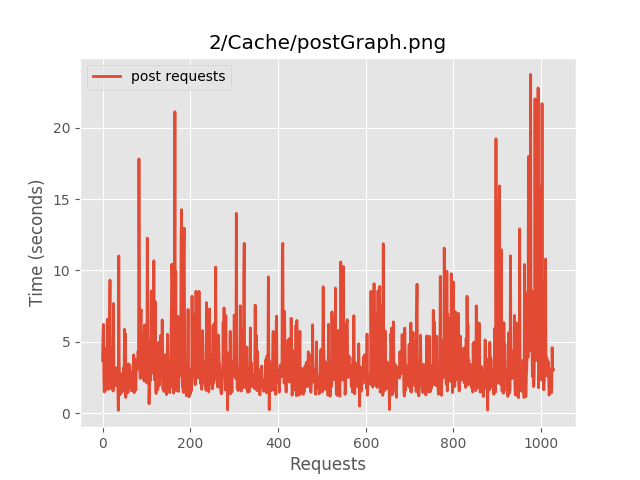 2/Cache/postGraph.png
post requests
Time (seconds)
20
15
10
5
0
0 200 400 600 800 1000
Requests